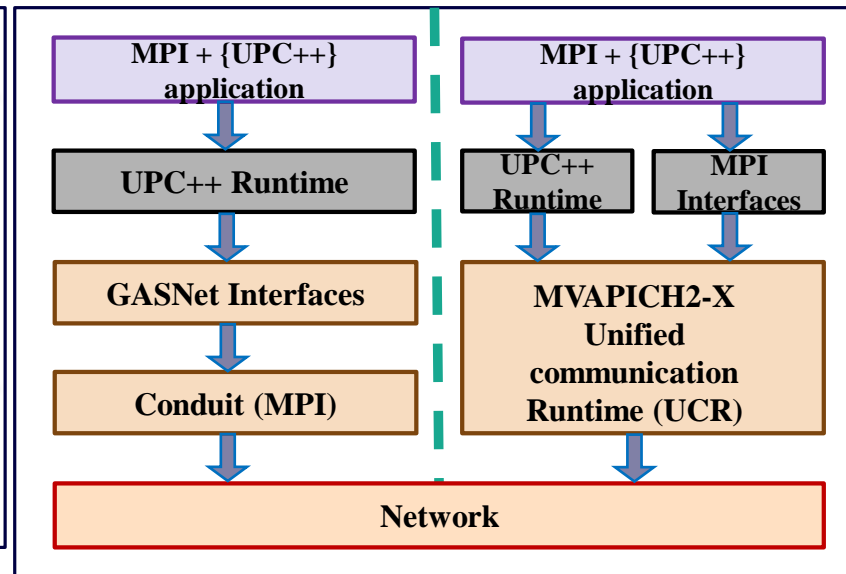 MPI + {UPC++}
application
UPC++ Runtime
GASNet Interfaces
Conduit (MPI)
MPI + {UPC++}
application
UPC++
Runtime
MPI
Interfaces
MVAPICH2-X
Unified
communication
Runtime (UCR)
Network